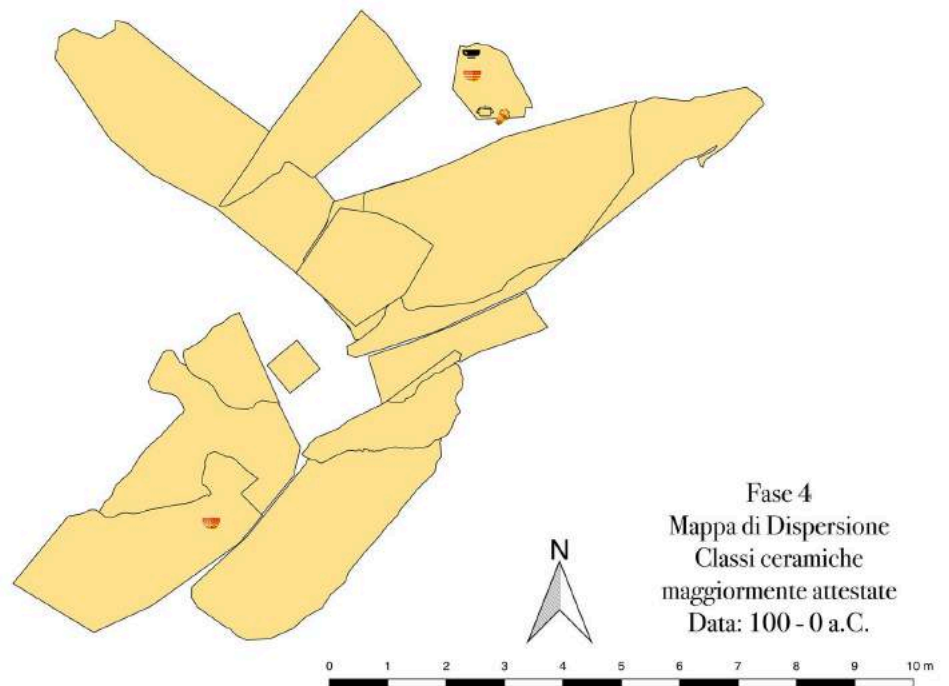 N
Fase 4
Mappa di Dispersione
Classi ceramiche
maggiormente attestate
Data: 100 - 0 a.C.
0 1 2 3 4 5 6 7 8 9 10 m